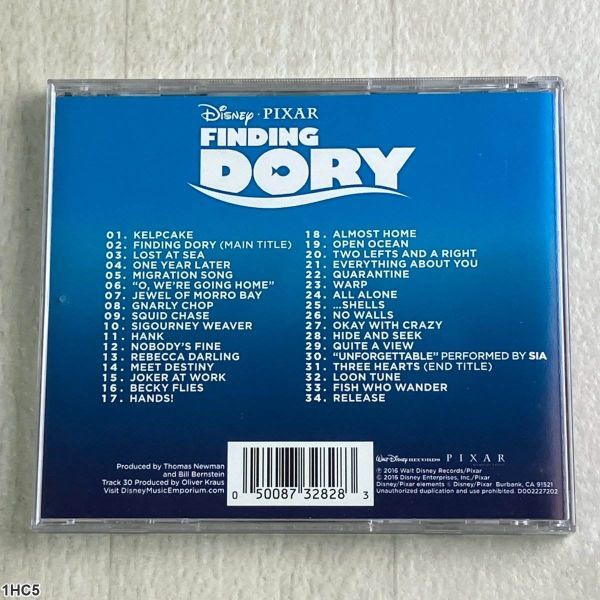 Disney · PIXAR
FINDING
DORY
01. KELPCAKE
02. FINDING DORY (MAIN TITLE)
03. LOST AT SEA
04. ONE YEAR LATER
05. MIGRATION SONG
06. “O, WE'RE GOING HOME”
07. JEWEL OF MORRO BAY
08. GNARLY CHOP
09. SQUID CHASE
10. SIGOURNEY WEAVER
11. HANK
12. NOBODY'S FINE
13. REBECCA DARLING
14. MEET DESTINY
15. JOKER AT WORK
16. BECKY FLIES
17. HANDS!
18. ALMOST HOME
19. OPEN OCEAN
20. TWO LEFTS AND A RIGHT
21. EVERYTHING ABOUT YOU
22. QUARANTINE
23. WARP
24. ALL ALONE
25. ...SHELLS
26. NO WALLS
27. OKAY WITH CRAZY
28. HIDE AND SEEK
29. QUITE A VIEW
30. “UNFORGETTABLE” PERFORMED BY SIA
31. THREE HEARTS (END TITLE)
32. LOON TUNE
33. FISH WHO WANDER
34. RELEASE
Produced by Thomas Newman
and Bill Bernstein
Track 30 Produced by Oliver Kraus
Visit DisneyMusicEmporium.com
0 50087 32828 3
Walt Disney RECORDS PIXAR
℗ 2016 Walt Disney Records/Pixar
© 2016 Disney Enterprises, Inc./Pixar
Disney/Pixar elements © Disney/Pixar Burbank, CA 91521
Unauthorized duplication and use prohibited. D002227202
1HC5